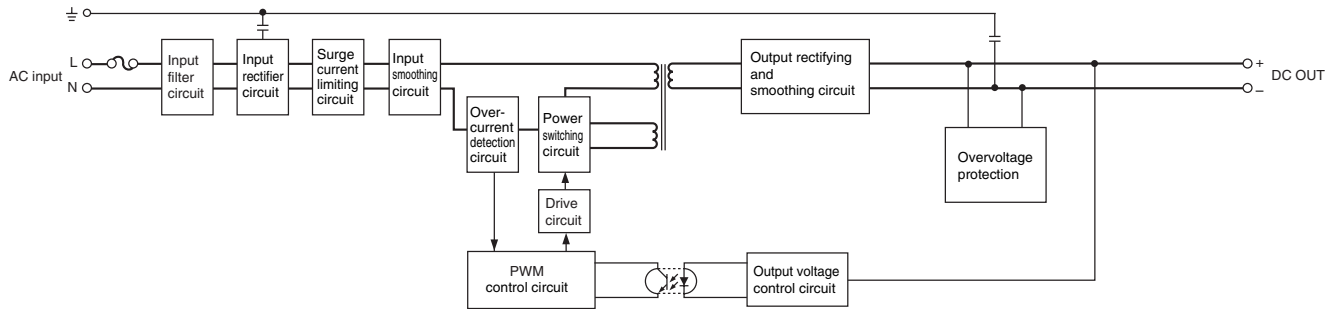 AC input
L
N
Input
filter
circuit
Input
rectifier
circuit
Surge
current
limiting
circuit
Input
smoothing
circuit
Over-
current
detection
circuit
Power
switching
circuit
Drive
circuit
PWM
control circuit
Output rectifying
and
smoothing circuit
Overvoltage
protection
Output voltage
control circuit
+
DC OUT
–